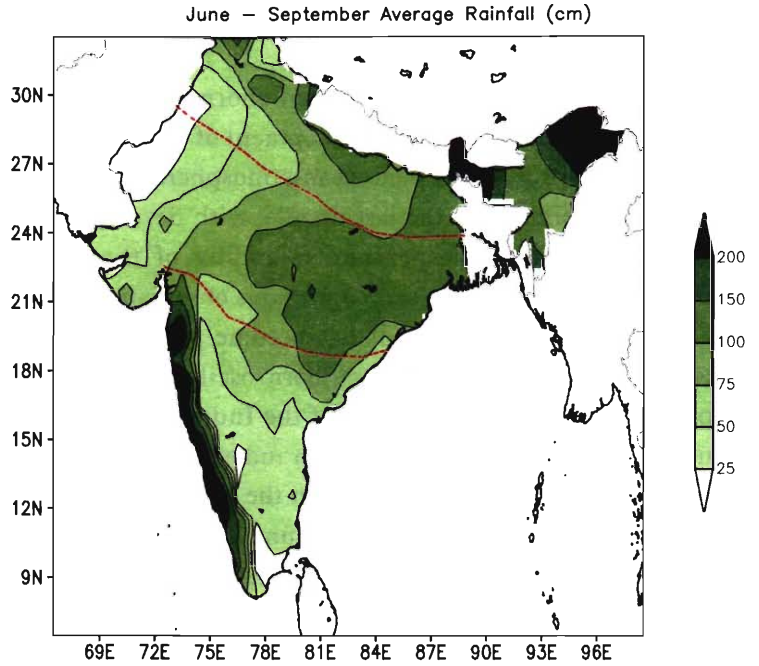 June – September Average Rainfall (cm)
30N
27N
24N
21N
18N
15N
12N
9N
69E 72E 75E 78E 81E 84E 87E 90E 93E 96E
200
150
100
75
50
25